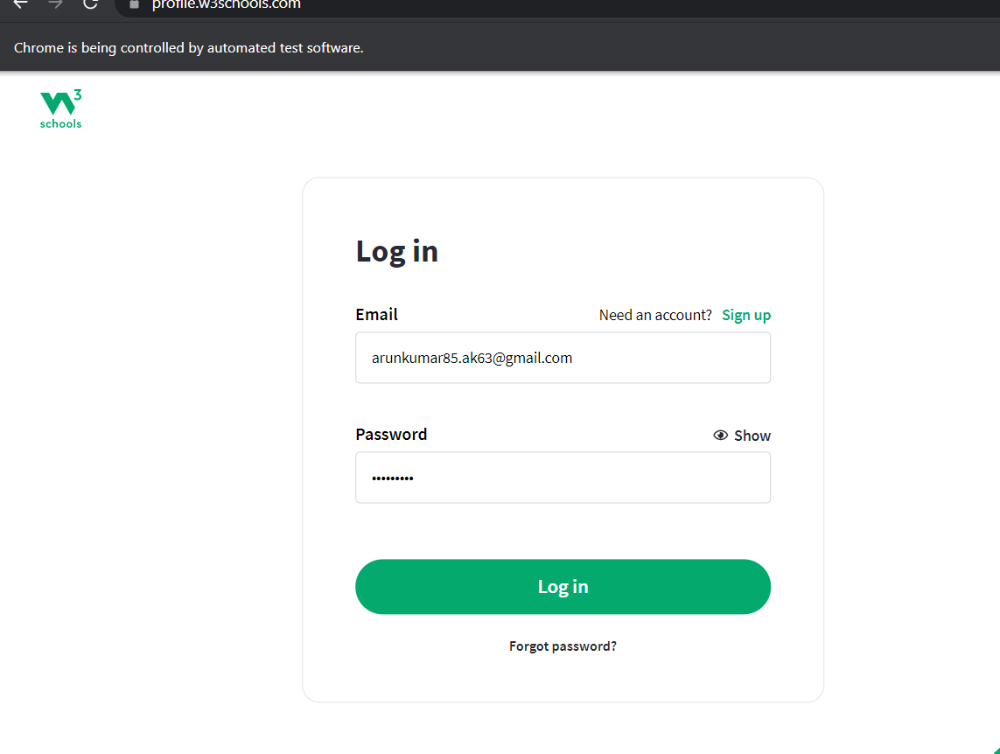 profile.w3schools.com
Chrome is being controlled by automated test software.
3
schools
Log in
Email
Need an account? Sign up
arunkumar85.ak63@gmail.com
Password
Show
•••••••••
Log in
Forgot password?